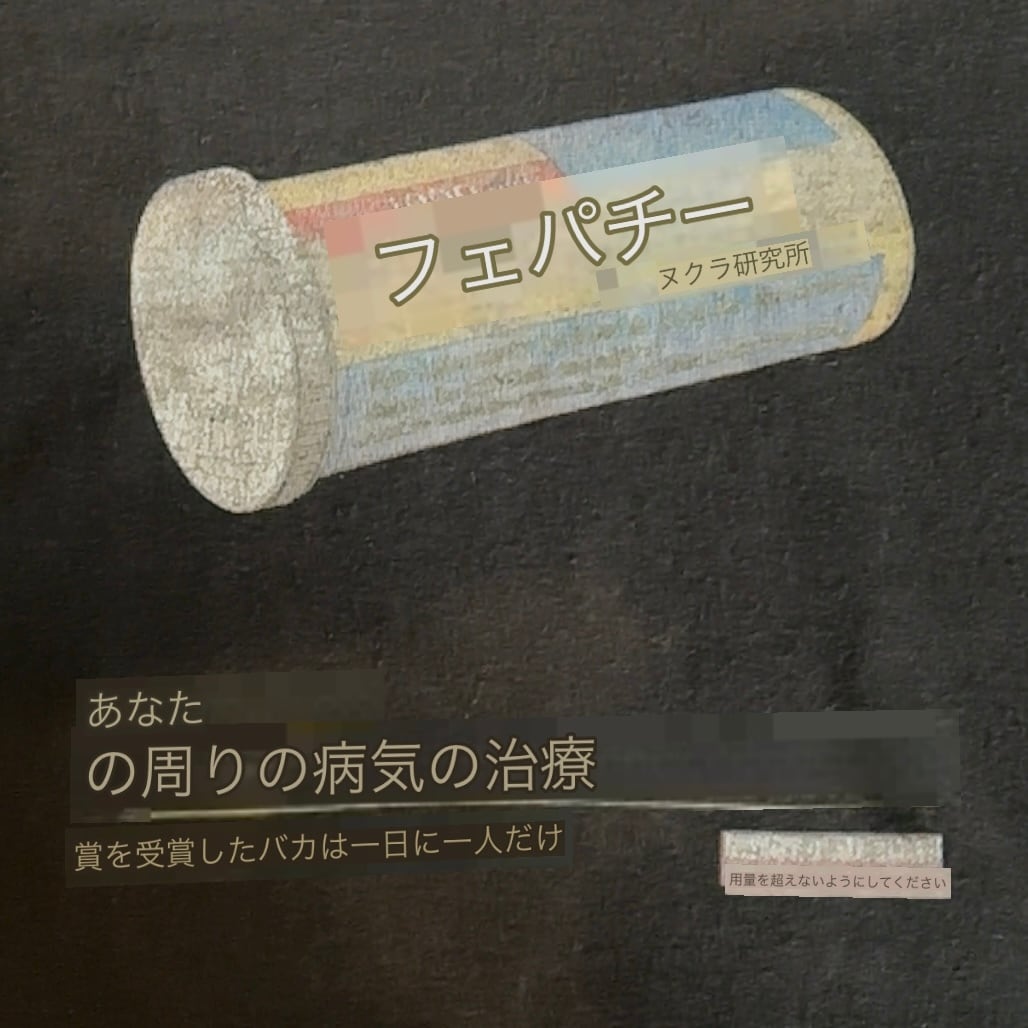 フェパチー
ヌクラ研究所
あなた
の周りの病気の治療
賞を受賞したバカは一日に一人だけ
用量を超えないようにしてください